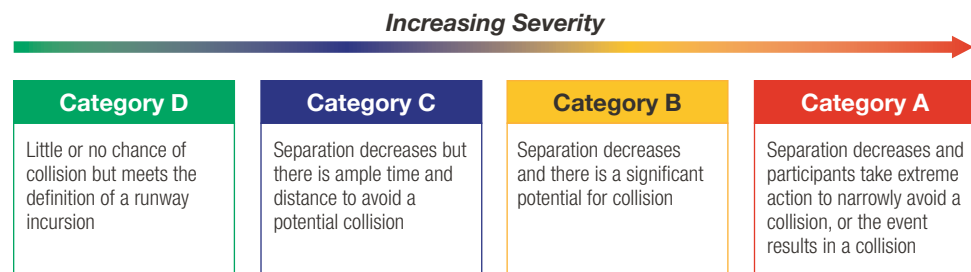 Increasing Severity
Category D
Little or no chance of
collision but meets the
definition of a runway
incursion
Category C
Separation decreases but
there is ample time and
distance to avoid a
potential collision
Category B
Separation decreases
and there is a significant
potential for collision
Category A
Separation decreases and
participants take extreme
action to narrowly avoid a
collision, or the event
results in a collision